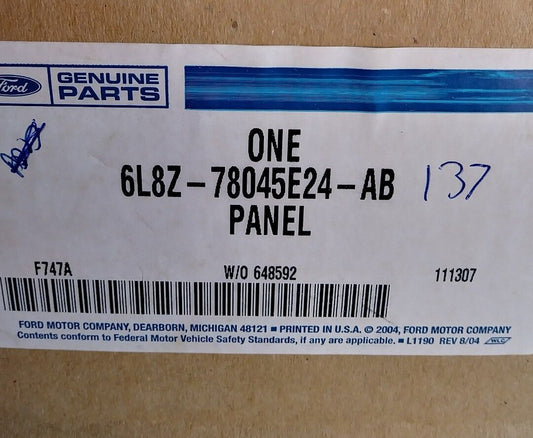 Ford GENUINE
PARTS
ONE
6L8Z-78045E24-AB 137
PANEL
F747A W/O 648592 111307
FORD MOTOR COMPANY, DEARBORN, MICHIGAN 48121 ■ PRINTED IN U.S.A. © 2004, FORD MOTOR COMPANY
Contents conform to Federal Motor Vehicle Safety Standards, if any are applicable. ■ L1190 REV 8/04 WLC